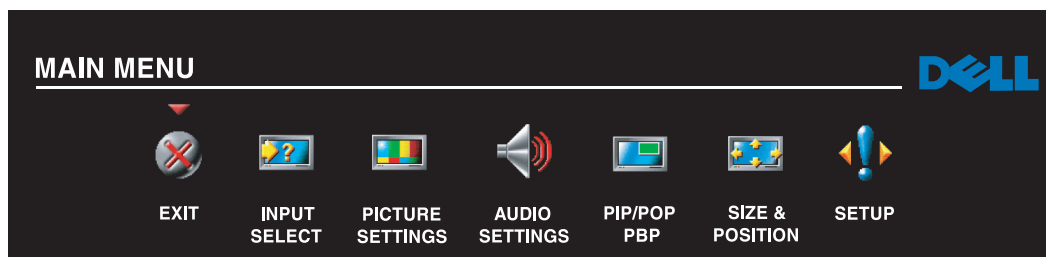 MAIN MENU
DELL
?
EXIT
INPUT
SELECT
PICTURE
SETTINGS
AUDIO
SETTINGS
PIP/POP
PBP
SIZE &
POSITION
SETUP